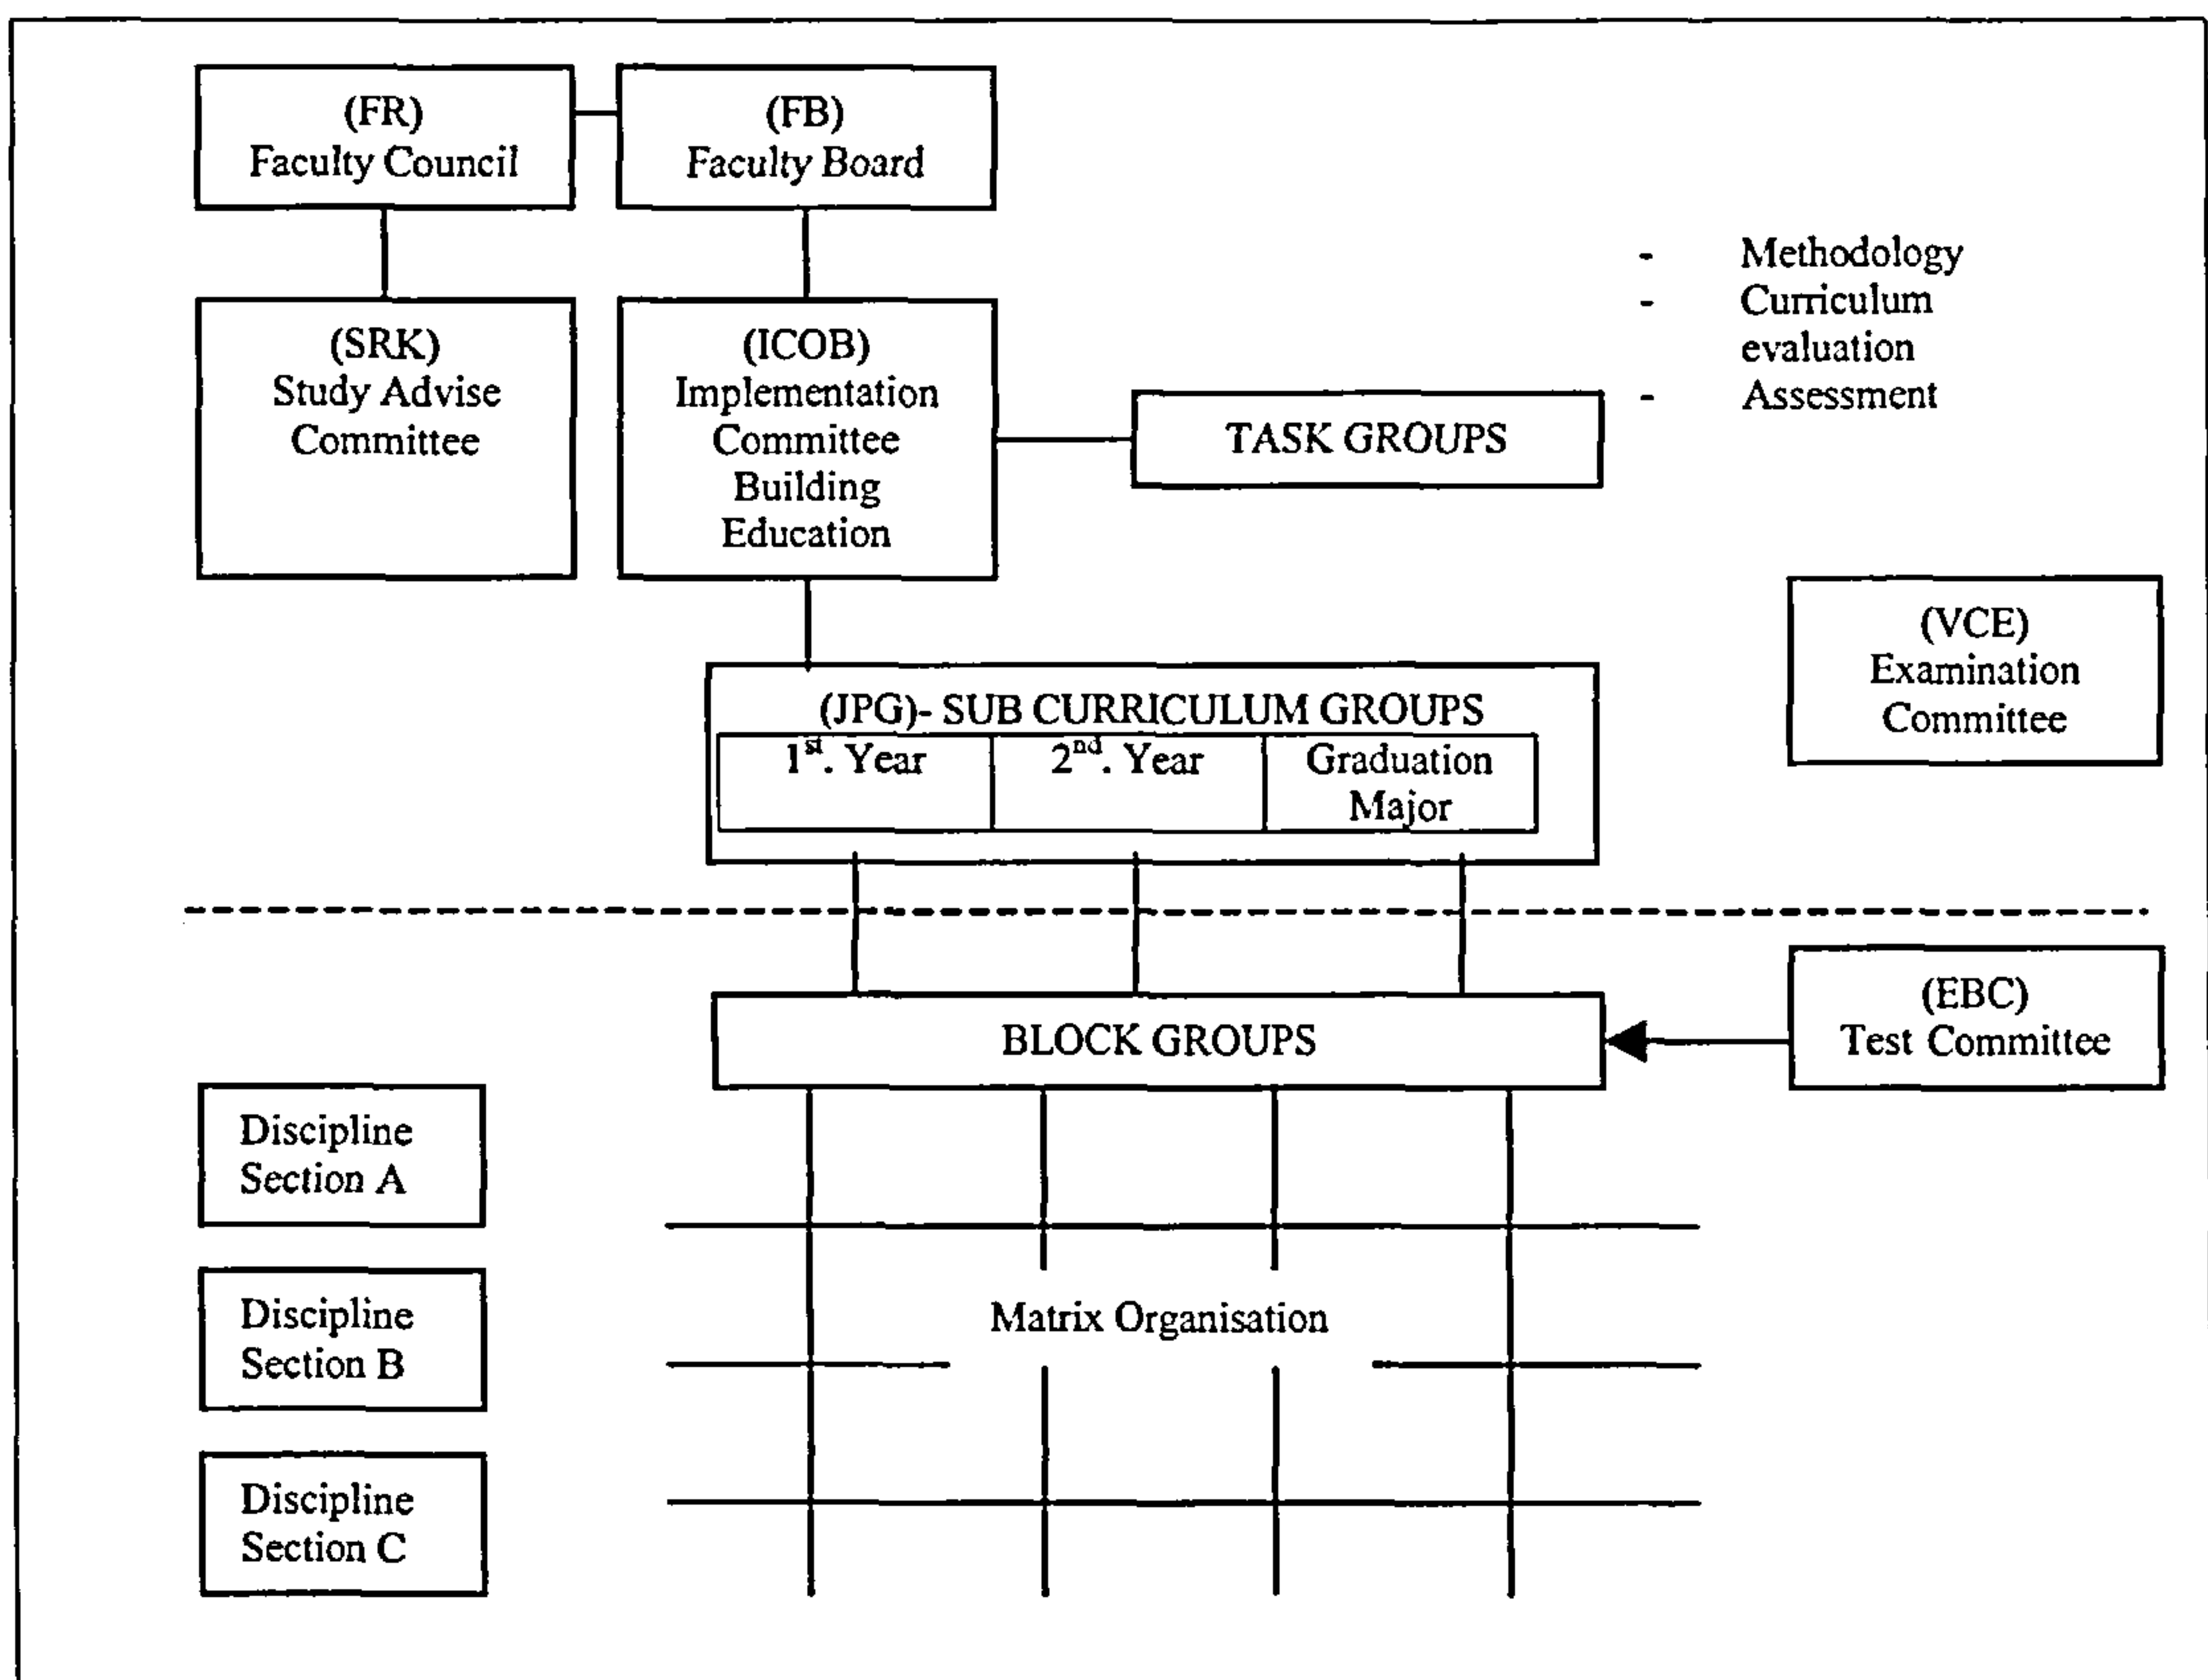 (FR)
Faculty Council
(FB)
Faculty Board
(SRK)
Study Advise
Committee
(ICOB)
Implementation
Committee
Building
Education
TASK GROUPS
- Methodology
- Curriculum
evaluation
- Assessment
(VCE)
Examination
Committee
(JPG)- SUB CURRICULUM GROUPS
1st. Year
2nd. Year
Graduation
Major
BLOCK GROUPS
(EBC)
Test Committee
Discipline
Section A
Discipline
Section B
Discipline
Section C
Matrix Organisation